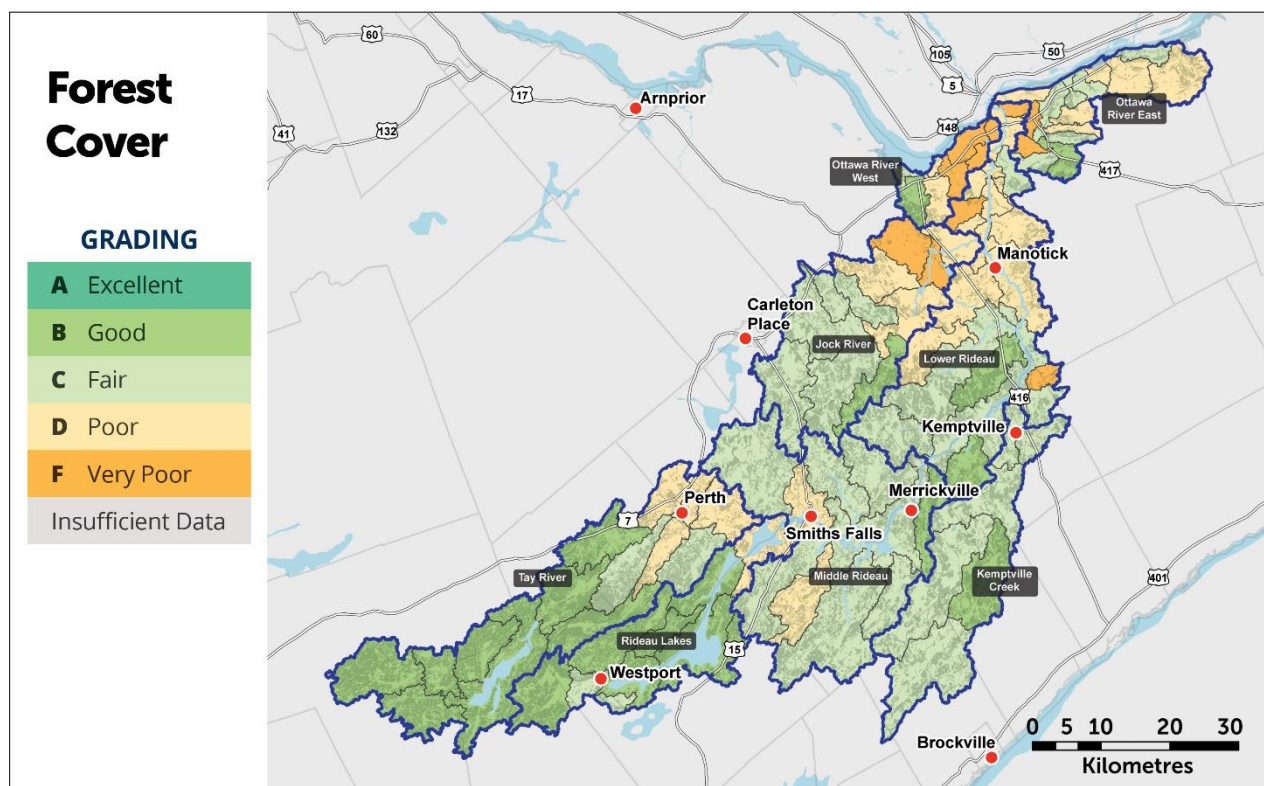 Forest
Cover
GRADING
A Excellent
B Good
C Fair
D Poor
F Very Poor
Insufficient Data
60
105
50
5
Arnprior
17
41
132
148
Ottawa
River East
Ottawa River
West
417
Manotick
Carleton
Place
Jock River
Lower Rideau
416
Kemptville
Perth
Merrickville
7
Smiths Falls
Tay River
Middle Rideau
Kemptville
Creek
401
Rideau Lakes
15
Westport
Brockville
0 5 10 20 30
Kilometres